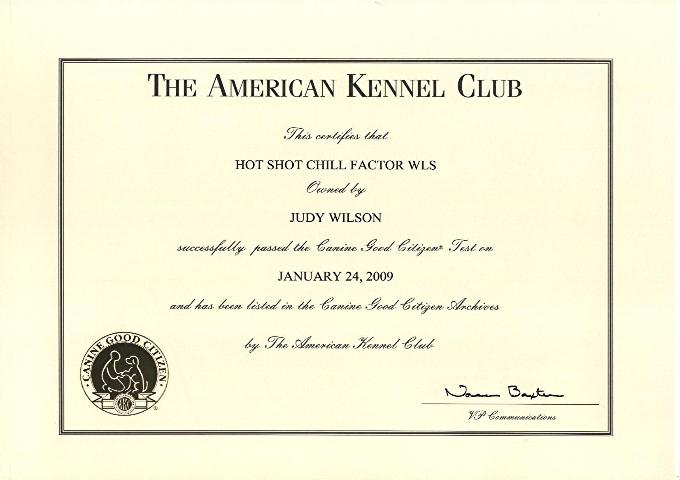 THE AMERICAN KENNEL CLUB
This certifies that
HOT SHOT CHILL FACTOR WLS
Owned by
JUDY WILSON
successfully passed the Canine Good Citizen® Test on
JANUARY 24, 2009
and has been listed in the Canine Good Citizen Archives
by The American Kennel Club
CANINE GOOD CITIZEN
AKC
®
VP Communications